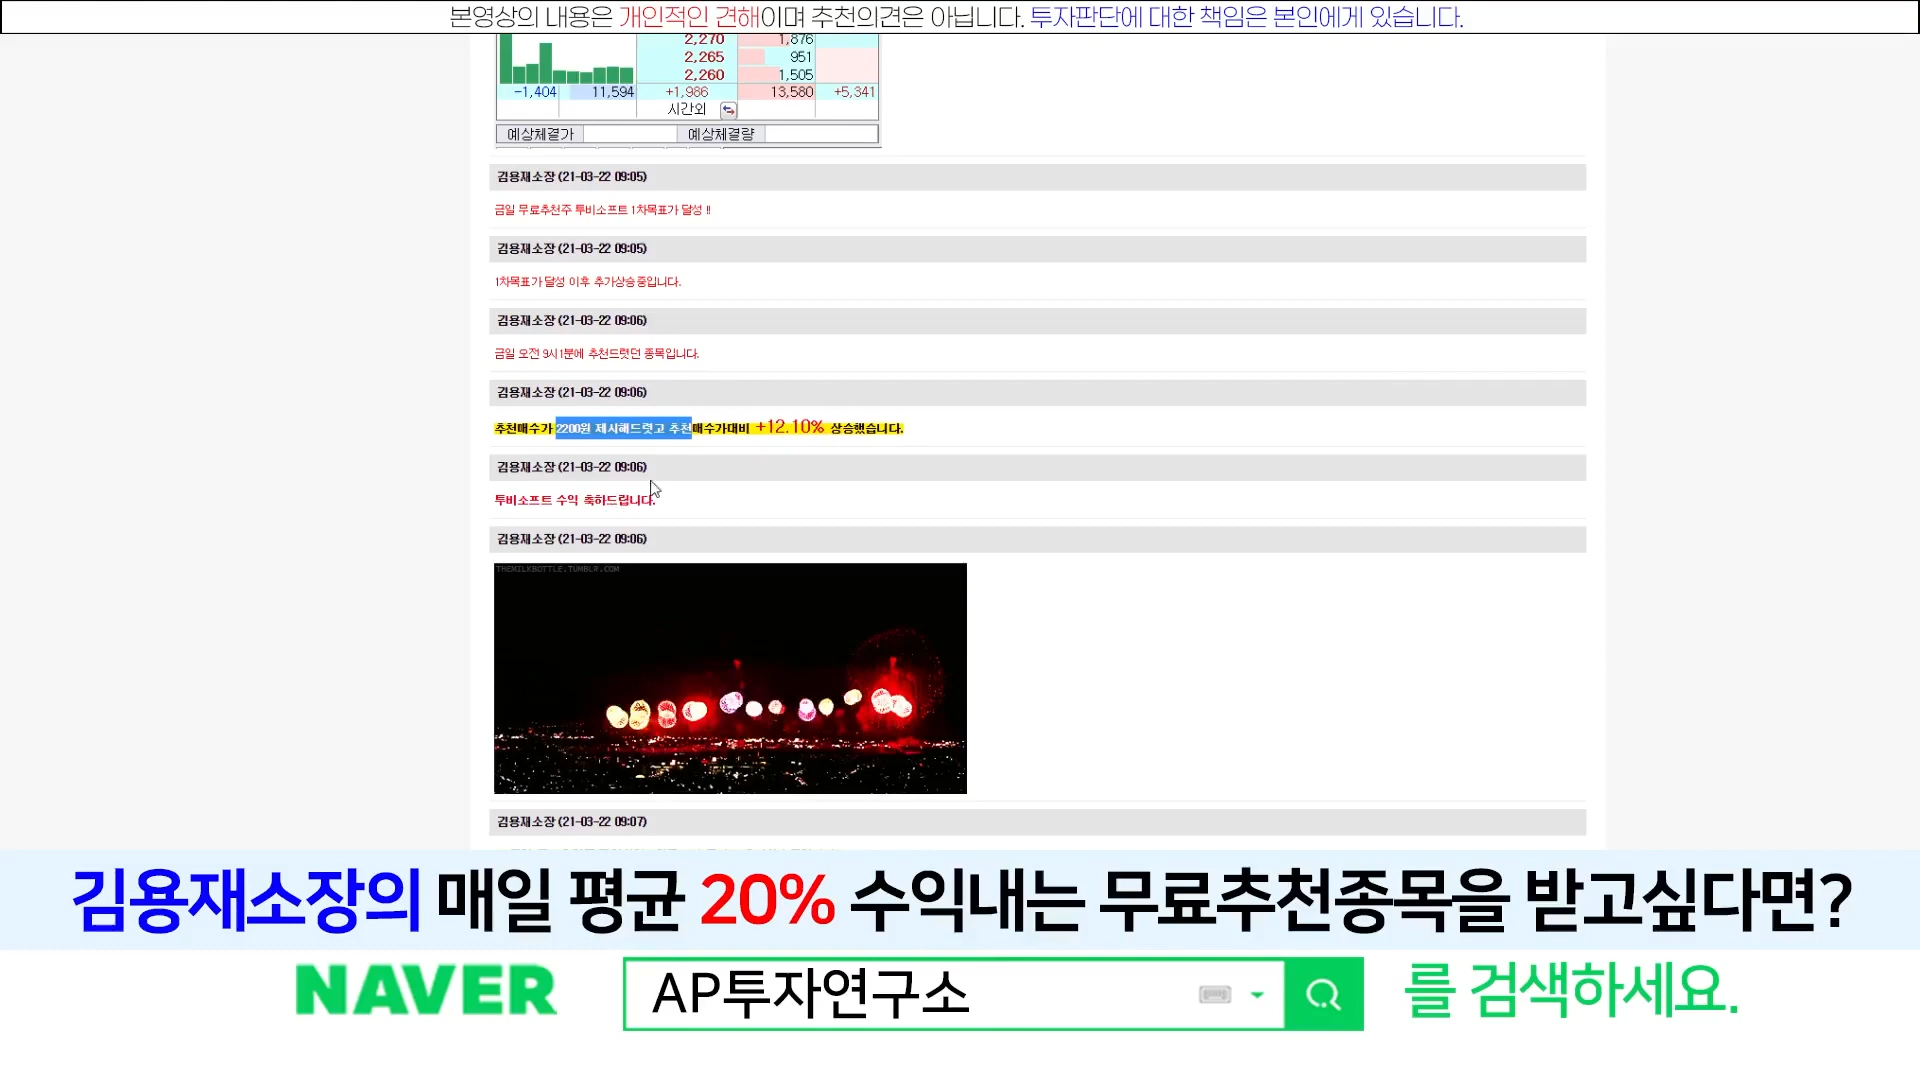 본영상의 내용은 개인적인 견해이며 추천의견은 아닙니다. 투자판단에 대한 책임은 본인에게 있습니다.
2,270 1,876
2,265 951
2,260 1,505
-1,404 11,594 +1,986 13,580 +5,341
시간외
예상체결가 예상체결량
김용재소장 (21-03-22 09:05)
금일 무료추천주 투비소프트 1차목표가 달성 !!
김용재소장 (21-03-22 09:05)
1차목표가 달성 이후 추가상승중입니다.
김용재소장 (21-03-22 09:06)
금일 오전 9시1분에 추천드렷던 종목입니다.
김용재소장 (21-03-22 09:06)
추천매수가 2200원 제시해드렷고 추천매수가대비 +12.10% 상승했습니다.
김용재소장 (21-03-22 09:06)
투비소프트 수익 축하드립니다.
김용재소장 (21-03-22 09:06)
THEMILKBOTTLE.TUMBLR.COM
김용재소장 (21-03-22 09:07)
김용재소장의 매일 평균 20% 수익내는 무료추천종목을 받고싶다면?
NAVER AP투자연구소 를 검색하세요.